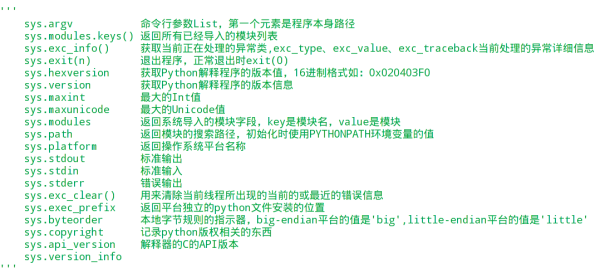 '''
sys.argv 命令行参数List，第一个元素是程序本身路径
sys.modules.keys() 返回所有已经导入的模块列表
sys.exc_info() 获取当前正在处理的异常类,exc_type、exc_value、exc_traceback当前处理的异常详细信息
sys.exit(n) 退出程序，正常退出时exit(0)
sys.hexversion 获取Python解释程序的版本值，16进制格式如：0x020403F0
sys.version 获取Python解释程序的版本信息
sys.maxint 最大的Int值
sys.maxunicode 最大的Unicode值
sys.modules 返回系统导入的模块字段，key是模块名，value是模块
sys.path 返回模块的搜索路径，初始化时使用PYTHONPATH环境变量的值
sys.platform 返回操作系统平台名称
sys.stdout 标准输出
sys.stdin 标准输入
sys.stderr 错误输出
sys.exc_clear() 用来清除当前线程所出现的当前的或最近的错误信息
sys.exec_prefix 返回平台独立的python文件安装的位置
sys.byteorder 本地字节规则的指示器，big-endian平台的值是'big',little-endian平台的值是'little'
sys.copyright 记录python版权相关的东西
sys.api_version 解释器的C的API版本
sys.version_info
'''